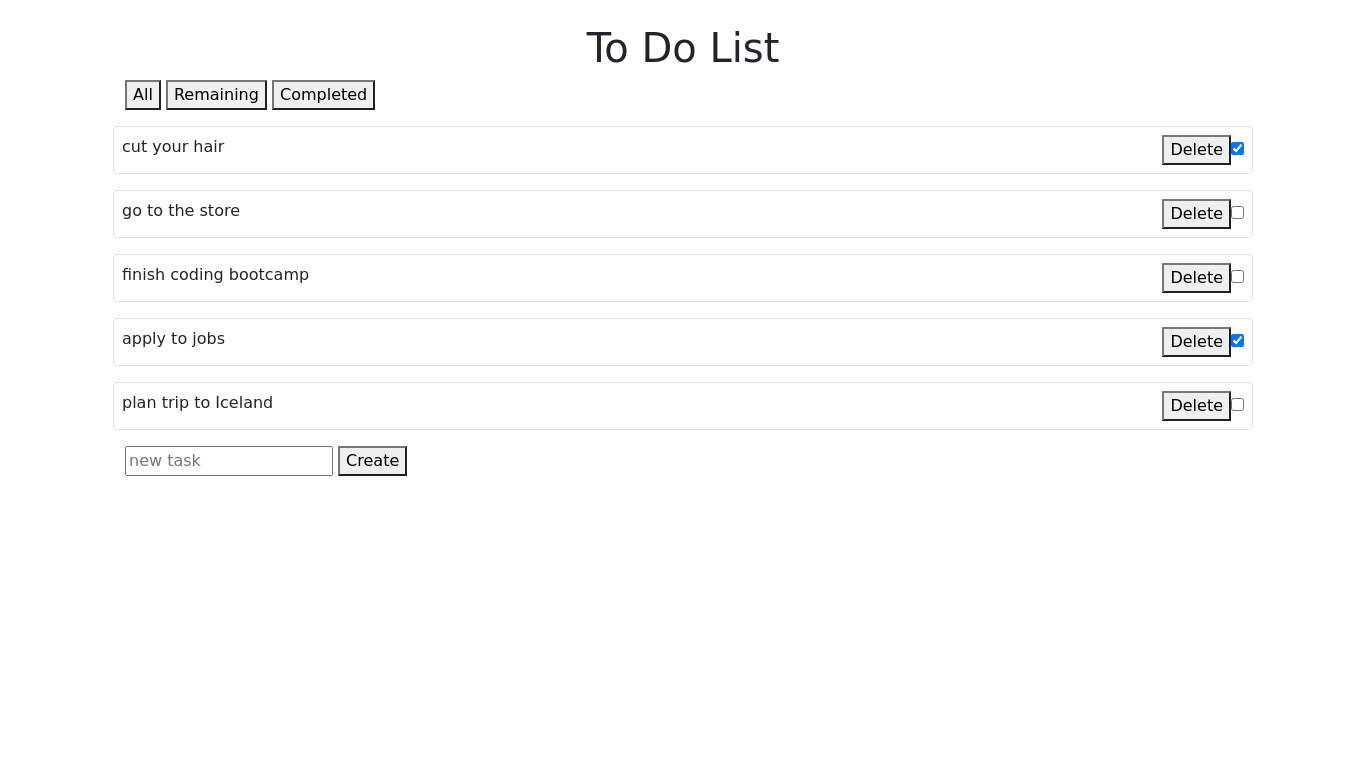 To Do List
All Remaining Completed
cut your hair Delete
go to the store Delete
finish coding bootcamp Delete
apply to jobs Delete
plan trip to Iceland Delete
new task Create